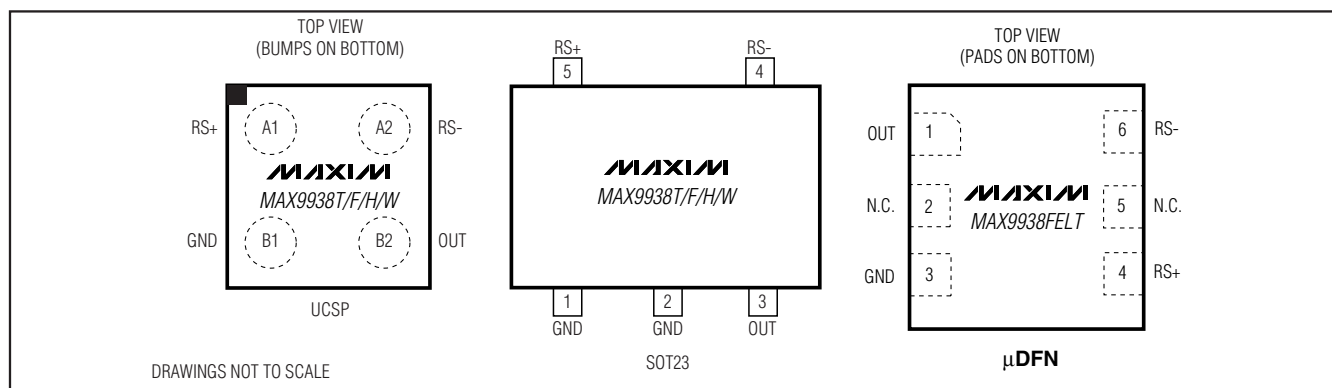 TOP VIEW
(BUMPS ON BOTTOM)
RS+
A1
A2
RS-
MAXIM
MAX9938T/F/H/W
GND
B1
B2
OUT
UCSP
RS+
RS-
5
4
MAXIM
MAX9938T/F/H/W
1
2
3
GND
GND
OUT
SOT23
TOP VIEW
(PADS ON BOTTOM)
OUT
1
6
RS-
MAXIM
N.C.
2
5
N.C.
MAX9938FELT
GND
3
4
RS+
μDFN
DRAWINGS NOT TO SCALE